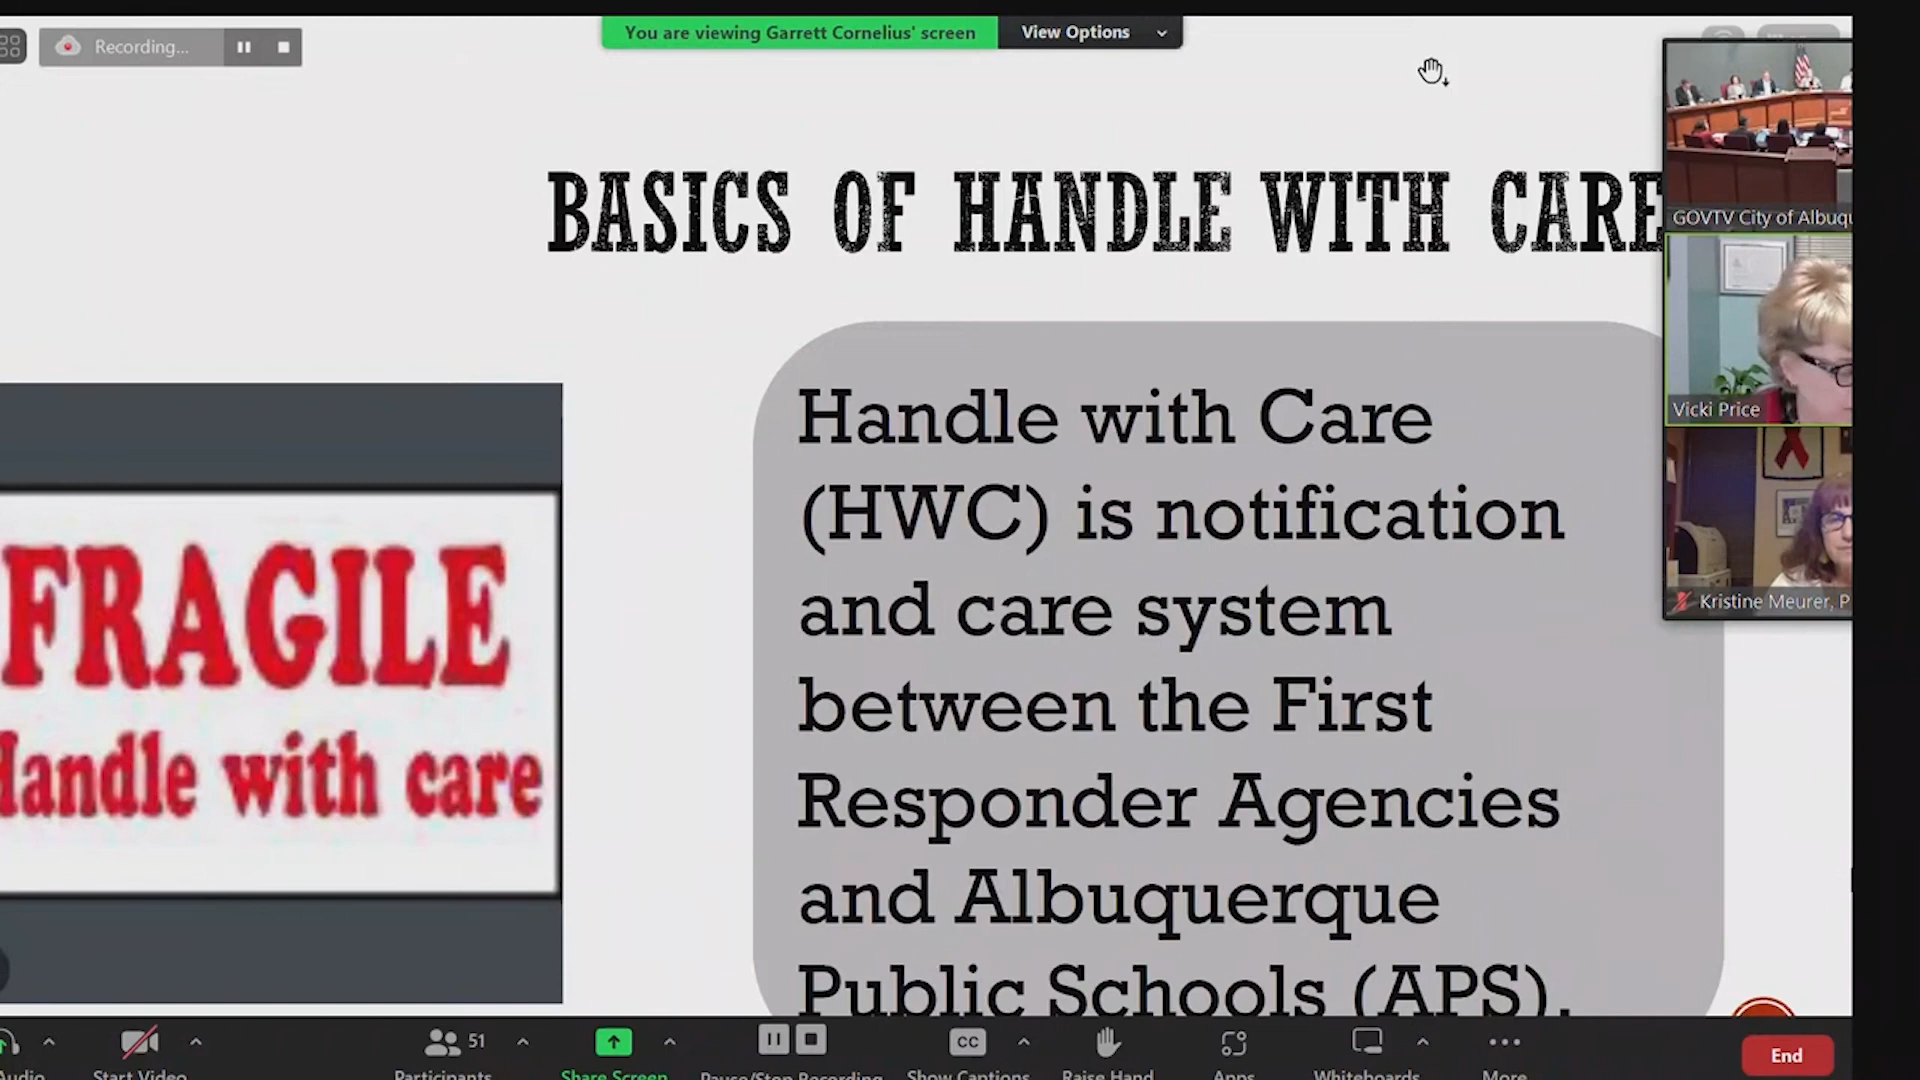 Recording...
You are viewing Garrett Cornelius' screen
View Options
BASICS OF HANDLE WITH CARE
GOVTV City of Albuqu
Vicki Price
Kristine Meurer, P
FRAGILE
Handle with care
Handle with Care
(HWC) is notification
and care system
between the First
Responder Agencies
and Albuquerque
Public Schools (APS).
Audio
Start Video
51
Participants
Share Screen
Pause/Stop Recording
CC
Show Captions
Raise Hand
Apps
Whiteboards
More
End